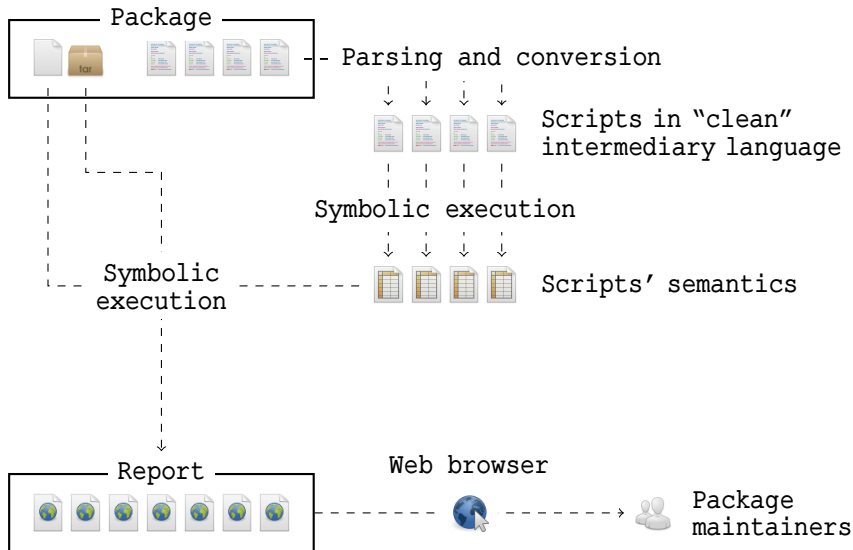 Package
tar
Parsing and conversion
Scripts in “clean”
intermediary language
Symbolic execution
Symbolic
execution
Scripts’ semantics
Report
Web browser
Package
maintainers